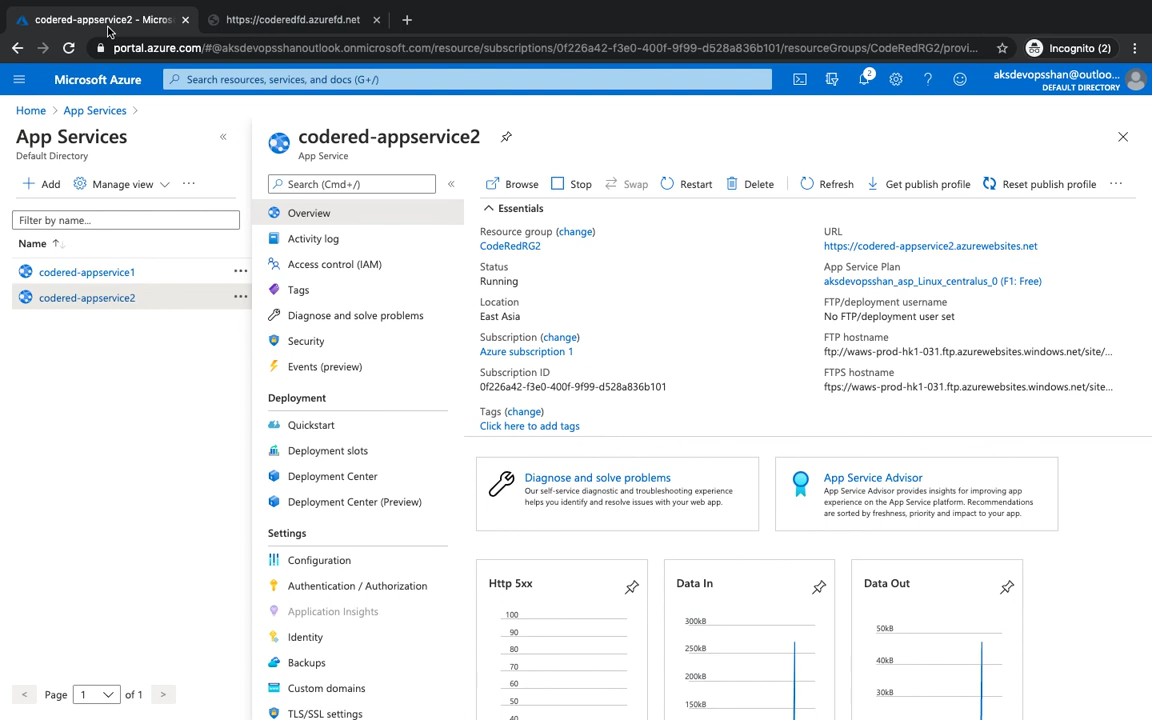 codered-appservice2 - Micros
https://coderedfd.azurefd.net
portal.azure.com/#@aksdevopsshanoutlook.onmicrosoft.com/resource/subscriptions/0f226a42-f3e0-469f-9f99-d528a836b101/resourceGroups/CodeRedRG2/provi...
Incognito (2)
Microsoft Azure
Search resources, services, and docs (G+/)
2
aksdevopsshan@outloo...
DEFAULT DIRECTORY
Home > App Services >
App Services
Default Directory
Add
Manage view
Filter by name...
Name
codered-appservice1
codered-appservice2
Page 1 of 1
codered-appservice2
App Service
Search (Cmd+/)
Overview
Activity log
Access control (IAM)
Tags
Diagnose and solve problems
Security
Events (preview)
Deployment
Quickstart
Deployment slots
Deployment Center
Deployment Center (Preview)
Settings
Configuration
Authentication / Authorization
Application Insights
Identity
Backups
Custom domains
TLS/SSL settings
Browse
Stop
Swap
Restart
Delete
Refresh
Get publish profile
Reset publish profile
Essentials
Resource group (change)
CodeRedRG2
Status
Running
Location
East Asia
Subscription (change)
Azure subscription 1
Subscription ID
0f226a42-f3e0-469f-9f99-d528a836b101
Tags (change)
Click here to add tags
URL
https://codered-appservice2.azurewebsites.net
App Service Plan
aksdevopsshan_asp_Linux_centralus_0 (F1: Free)
FTP/deployment username
No FTP/deployment user set
FTP hostname
ftp://waws-prod-hk1-031.ftp.azurewebsites.windows.net/site/...
FTPS hostname
ftps://waws-prod-hk1-031.ftp.azurewebsites.windows.net/site...
Diagnose and solve problems
Our self-service diagnostic and troubleshooting experience
helps you identify and resolve issues with your web app.
App Service Advisor
App Service Advisor provides insights for improving app
experience on the App Service platform. Recommendations
are sorted by freshness, priority and impact to your app.
Http 5xx
100
90
80
70
60
50
40
Data In
300kB
250kB
200kB
150kB
Data Out
50kB
40kB
30kB